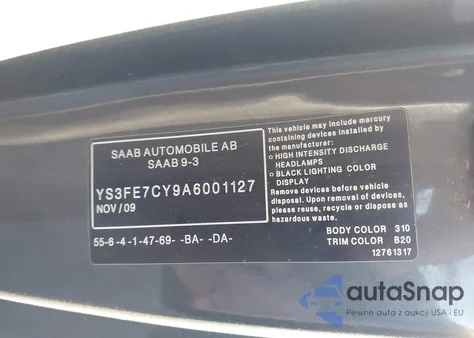 SAAB AUTOMOBILE AB
SAAB 9-3
YS3FE7CY9A6001127
NOV / 09
55-6 -4 -1 -47-69- -BA- -DA-
This vehicle may include mercury
containing devices installed by
the manufacturer:
○ HIGH INTENSITY DISCHARGE
HEADLAMPS
○ BLACK LIGHTING COLOR
DISPLAY
Remove devices before vehicle
disposal. Upon removal of devices,
please reuse, recycle or dispose as
hazardous waste.
BODY COLOR 310
TRIM COLOR B20
12761317
autaSnap
Pewne auta z aukcji USA i EU